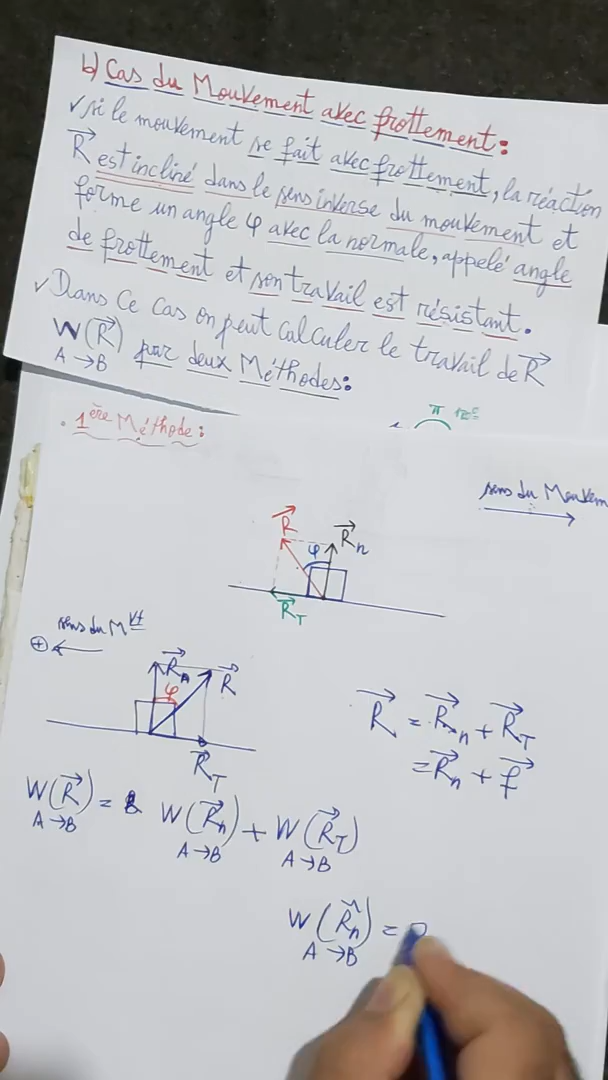 b) Cas du Mouvement avec frottement:
✓ si le mouvement se fait avec frottement, la réaction
R⃗ est incliné dans le sens inverse du mouvement et
forme un angle φ avec la normale, appelé angle
de frottement et son travail est résistant.
✓ Dans ce cas on peut calculer le travail de R⃗
W(R⃗) par deux Méthodes:
A→B
π
. 1ère Méthode:
sens du Mouvem
R⃗ φ R⃗n
R⃗T
sens du Mvt
⊕ ←
R⃗n φ R⃗
R⃗T
R⃗ = R⃗n + R⃗T
= R⃗n + f⃗
W(R⃗) = W(R⃗n) + W(R⃗T)
A→B A→B A→B
W(R⃗n) =
A→B